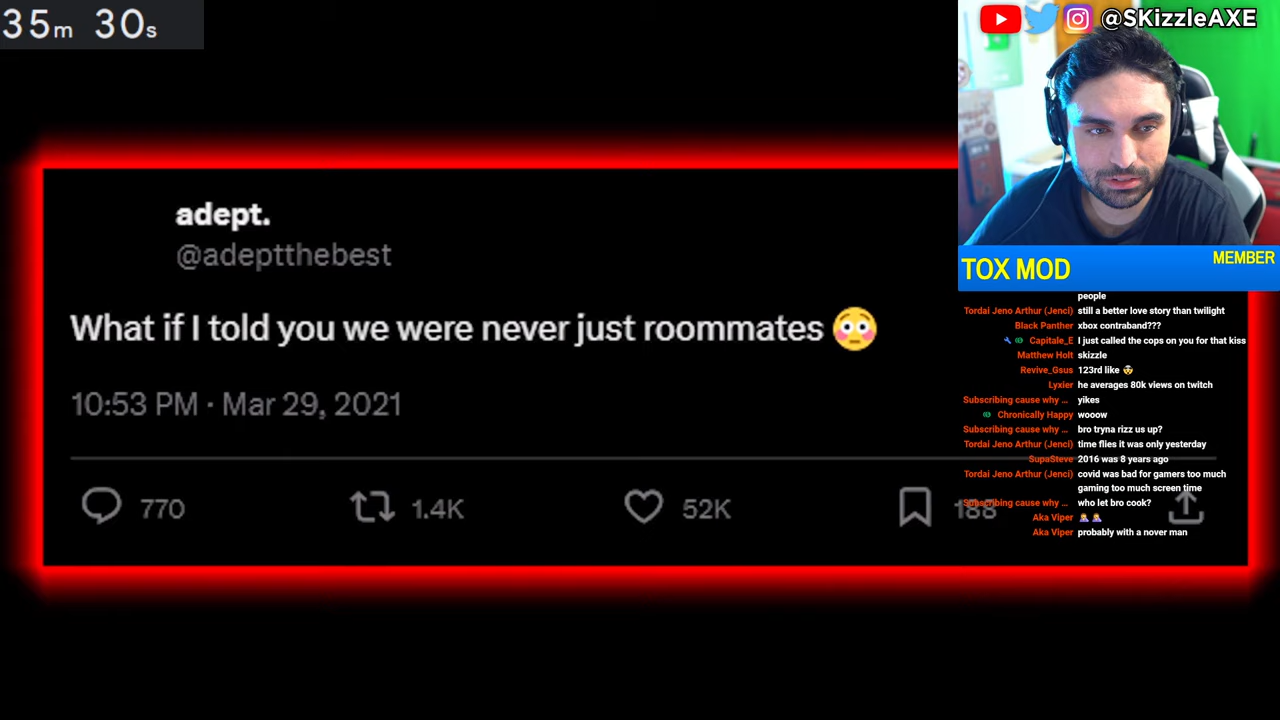 35m 30s
@SKizzleAXE
adept.
@adeptthebest
What if I told you we were never just roommates 😳
10:53 PM · Mar 29, 2021
770
1.4K
52K
188
TOX MOD
MEMBER
people
Tordai Jeno Arthur (Jenci) still a better love story than twilight
Black Panther xbox contraband???
Capitale_E I just called the cops on you for that kiss
Matthew Holt skizzle
Revive_Gsus 123rd like 🤯
Lyxier he averages 80k views on twitch
Subscribing cause why ... yikes
Chronically Happy wooow
Subscribing cause why ... bro tryna rizz us up?
Tordai Jeno Arthur (Jenci) time flies it was only yesterday
SupaSteve 2016 was 8 years ago
Tordai Jeno Arthur (Jenci) covid was bad for gamers too much
gaming too much screen time
Subscribing cause why ... who let bro cook?
Aka Viper 🤦‍♀️🤦‍♀️
Aka Viper probably with a nover man